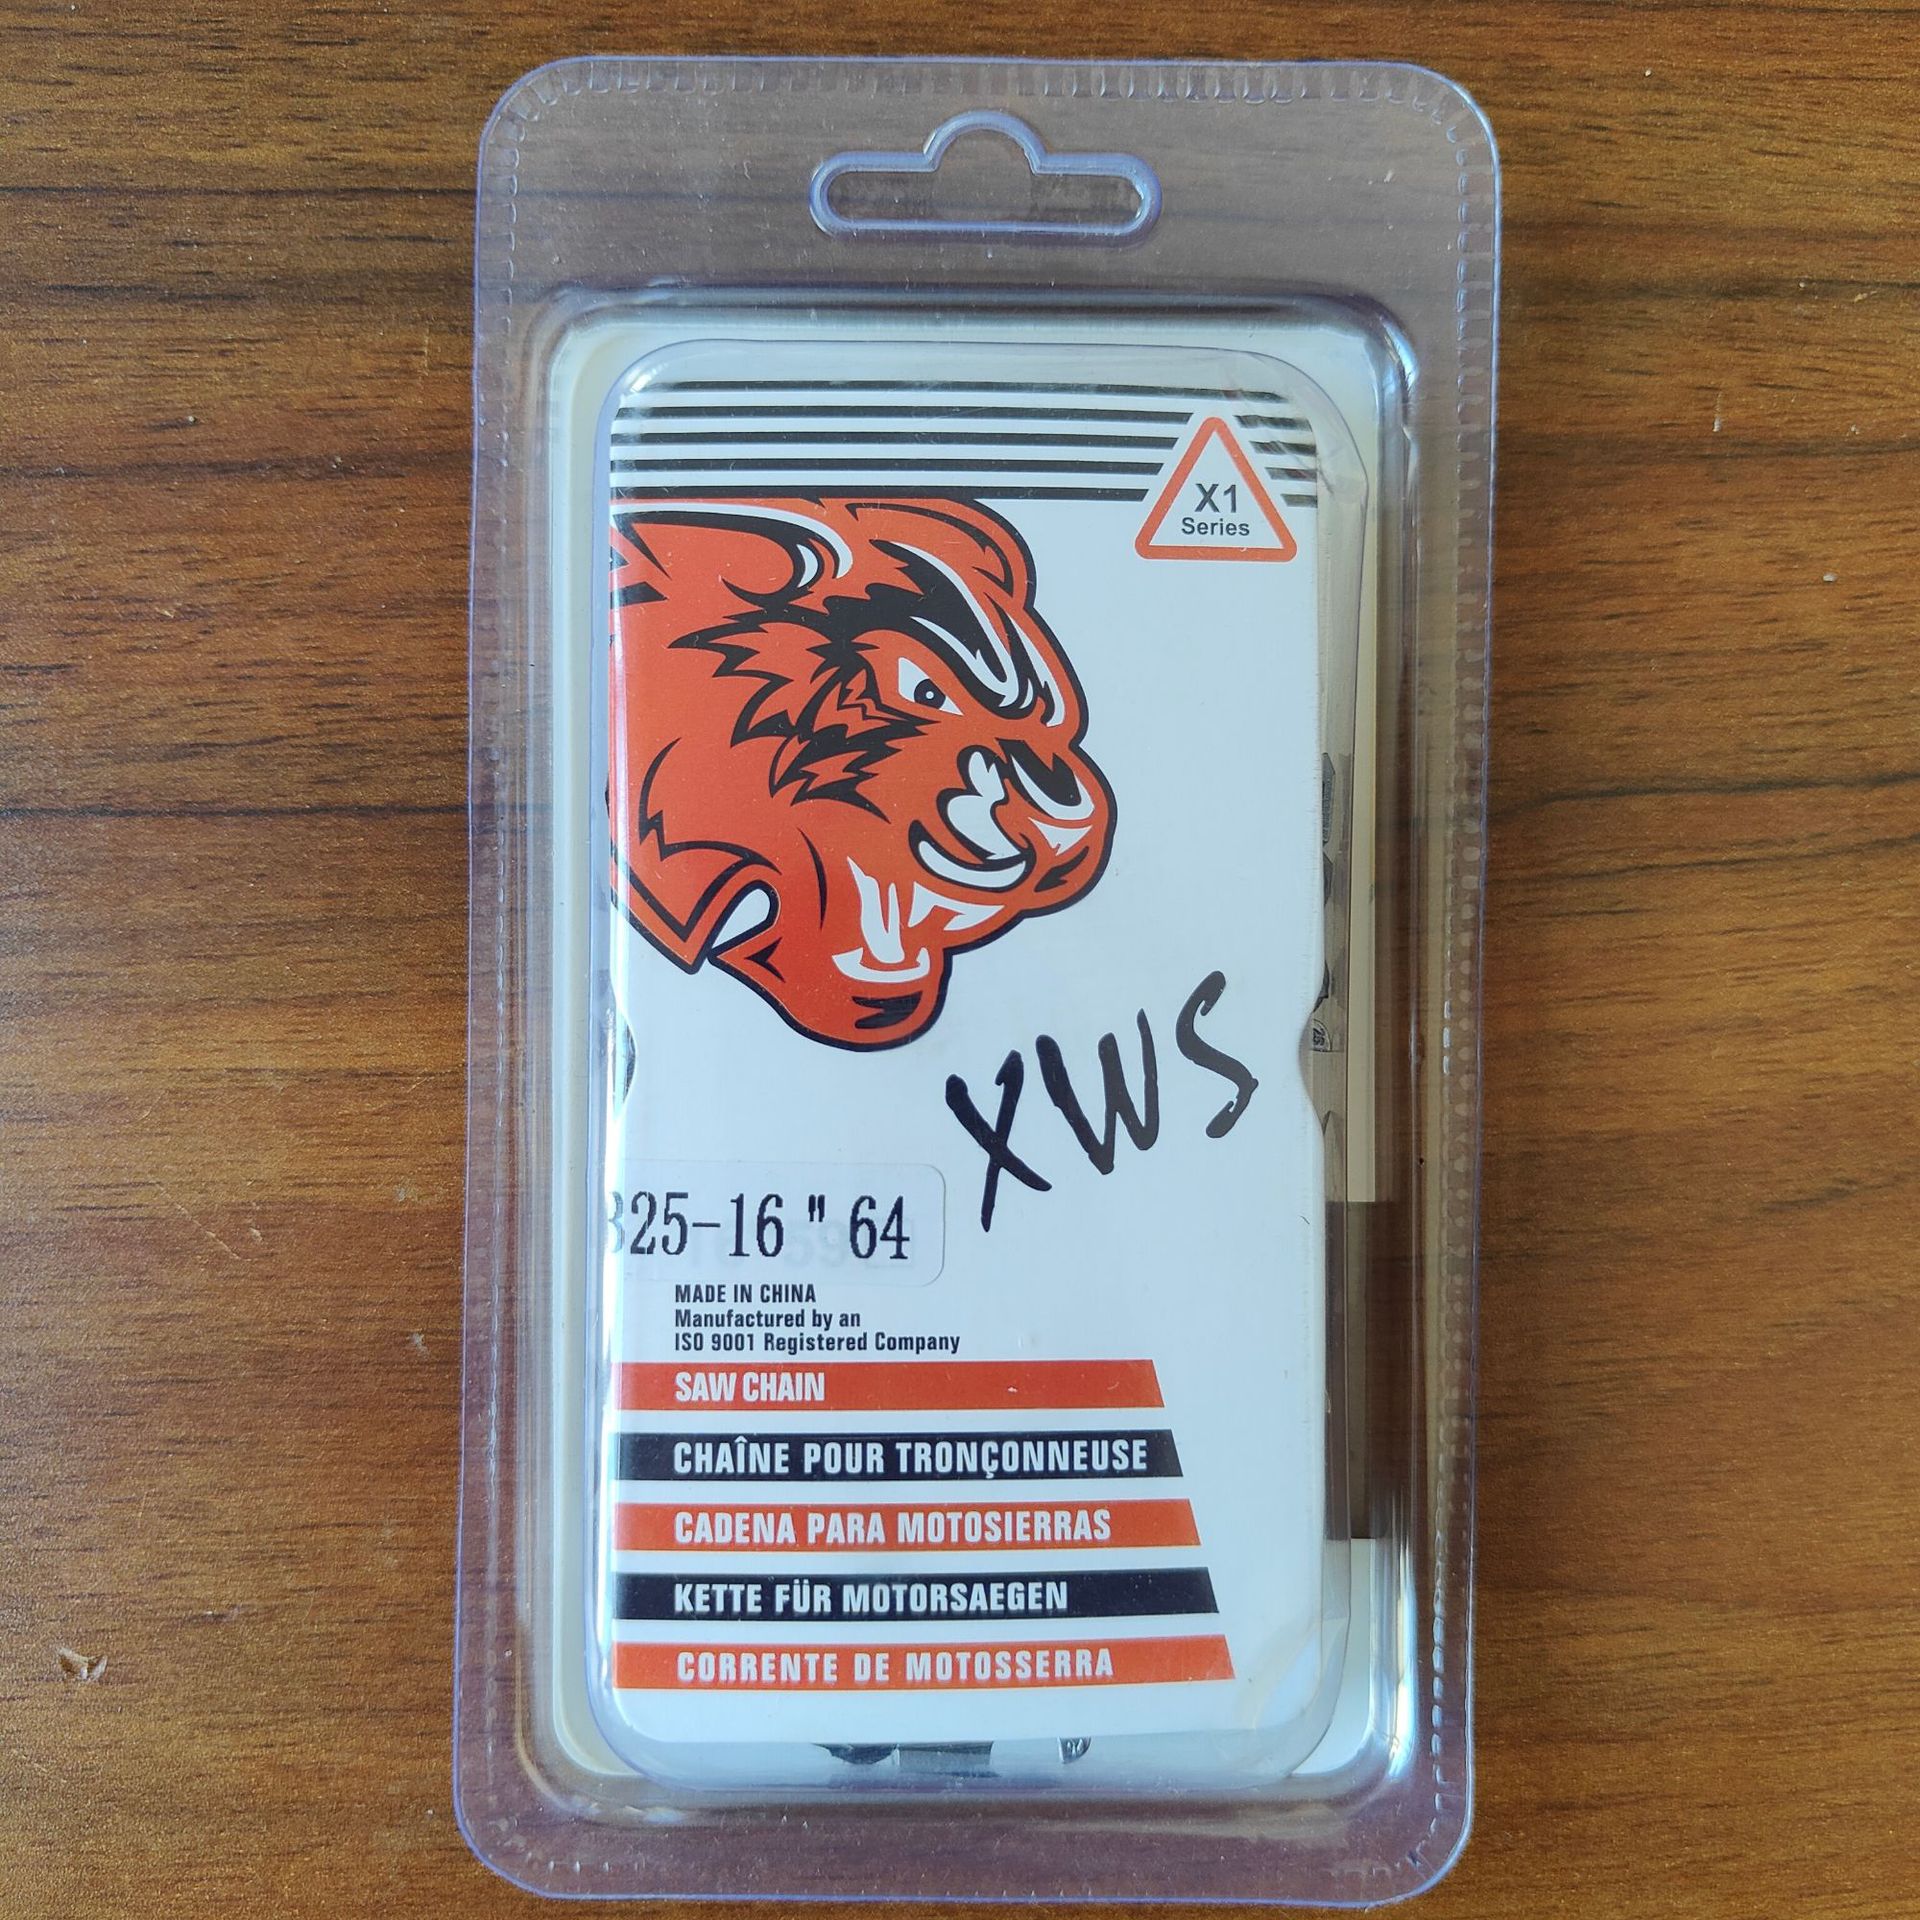 X1
Series
XWS
325-16 " 64
MADE IN CHINA
Manufactured by an
ISO 9001 Registered Company
SAW CHAIN
CHAÎNE POUR TRONÇONNEUSE
CADENA PARA MOTOSIERRAS
KETTE FÜR MOTORSAEGEN
CORRENTE DE MOTOSSERRA